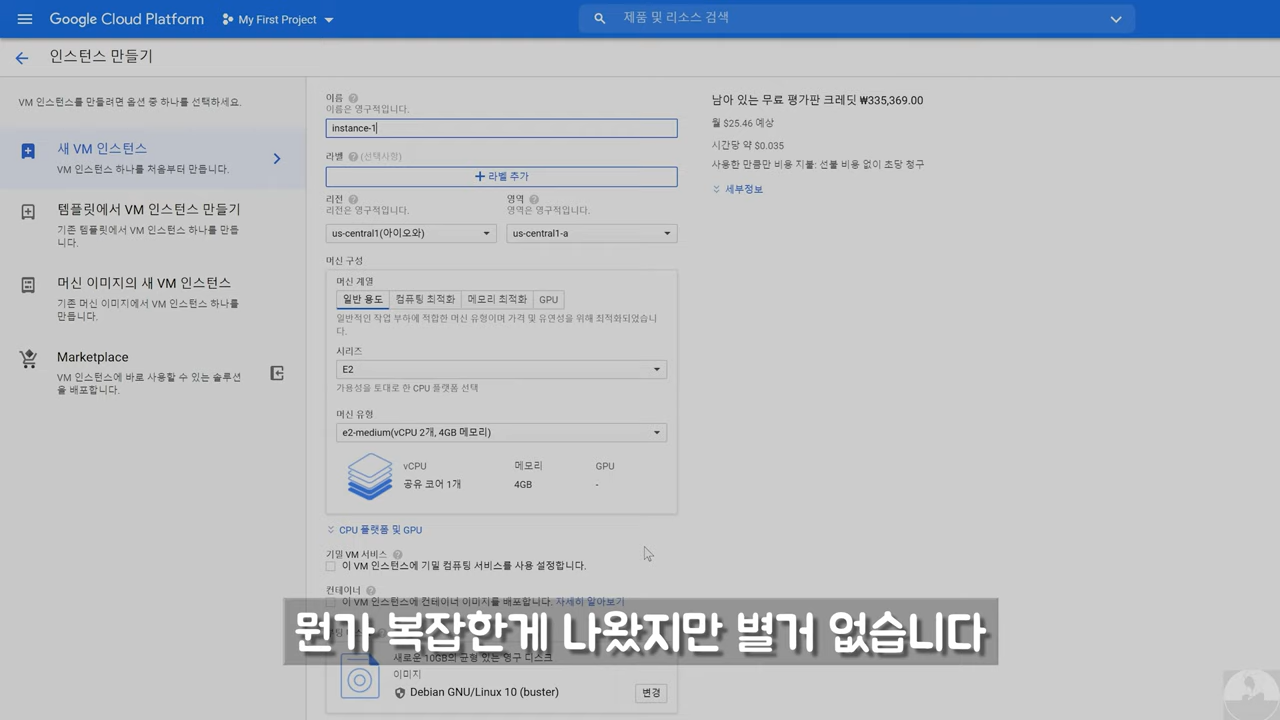 Google Cloud Platform
My First Project
제품 및 리소스 검색
인스턴스 만들기
VM 인스턴스를 만들려면 옵션 중 하나를 선택하세요.
새 VM 인스턴스
VM 인스턴스 하나를 처음부터 만듭니다.
템플릿에서 VM 인스턴스 만들기
기존 템플릿에서 VM 인스턴스 하나를 만듭
니다.
머신 이미지의 새 VM 인스턴스
기존 머신 이미지에서 VM 인스턴스 하나를
만듭니다.
Marketplace
VM 인스턴스에 바로 사용할 수 있는 솔루션
을 배포합니다.
이름
이름은 영구적입니다.
instance-1
라벨 (선택사항)
+ 라벨 추가
리전 영역
리전은 영구적입니다. 영역은 영구적입니다.
us-central1(아이오와) us-central1-a
머신 구성
머신 계열
일반 용도 컴퓨팅 최적화 메모리 최적화 GPU
일반적인 작업 부하에 적합한 머신 유형이며 가격 및 유연성을 위해 최적화되었습니
다.
시리즈
E2
가용성을 토대로 한 CPU 플랫폼 선택
머신 유형
e2-medium(vCPU 2개, 4GB 메모리)
vCPU 메모리 GPU
공유 코어 1개 4GB -
CPU 플랫폼 및 GPU
기밀 VM 서비스
이 VM 인스턴스에 기밀 컴퓨팅 서비스를 사용 설정합니다.
컨테이너
이 VM 인스턴스에 컨테이너 이미지를 배포합니다. 자세히 알아보기
새로운 10GB의 균형 있는 영구 디스크
이미지
Debian GNU/Linux 10 (buster) 변경
남아 있는 무료 평가판 크레딧 ₩335,369.00
월 $25.46 예상
시간당 약 $0.035
사용한 만큼만 비용 지불: 선불 비용 없이 초당 청구
세부정보
뭔가 복잡한게 나왔지만 별거 없습니다